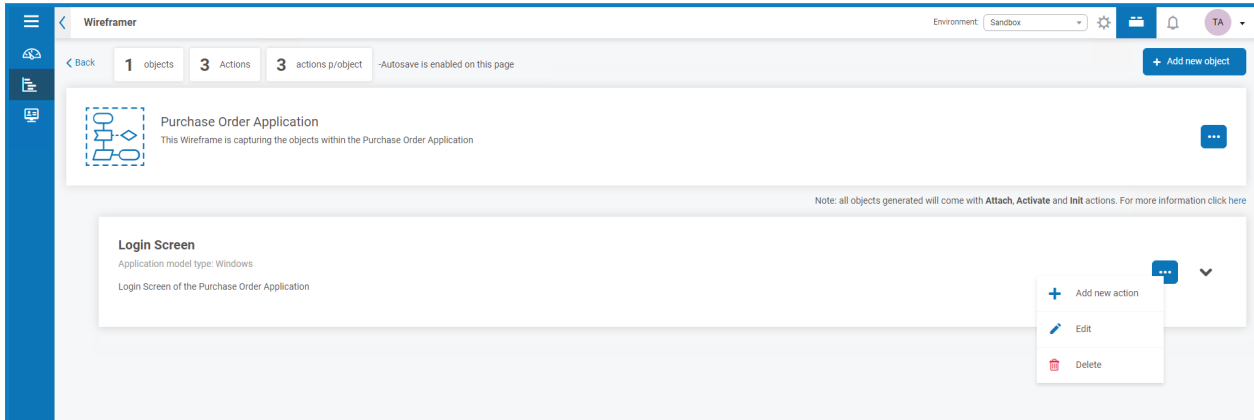 Wireframer
Environment: Sandbox
TA
Back
1 objects
3 Actions
3 actions p/object
-Autosave is enabled on this page
+ Add new object
Purchase Order Application
This Wireframe is capturing the objects within the Purchase Order Application
Note: all objects generated will come with Attach, Activate and Init actions. For more information click here
Login Screen
Application model type: Windows
Login Screen of the Purchase Order Application
Add new action
Edit
Delete